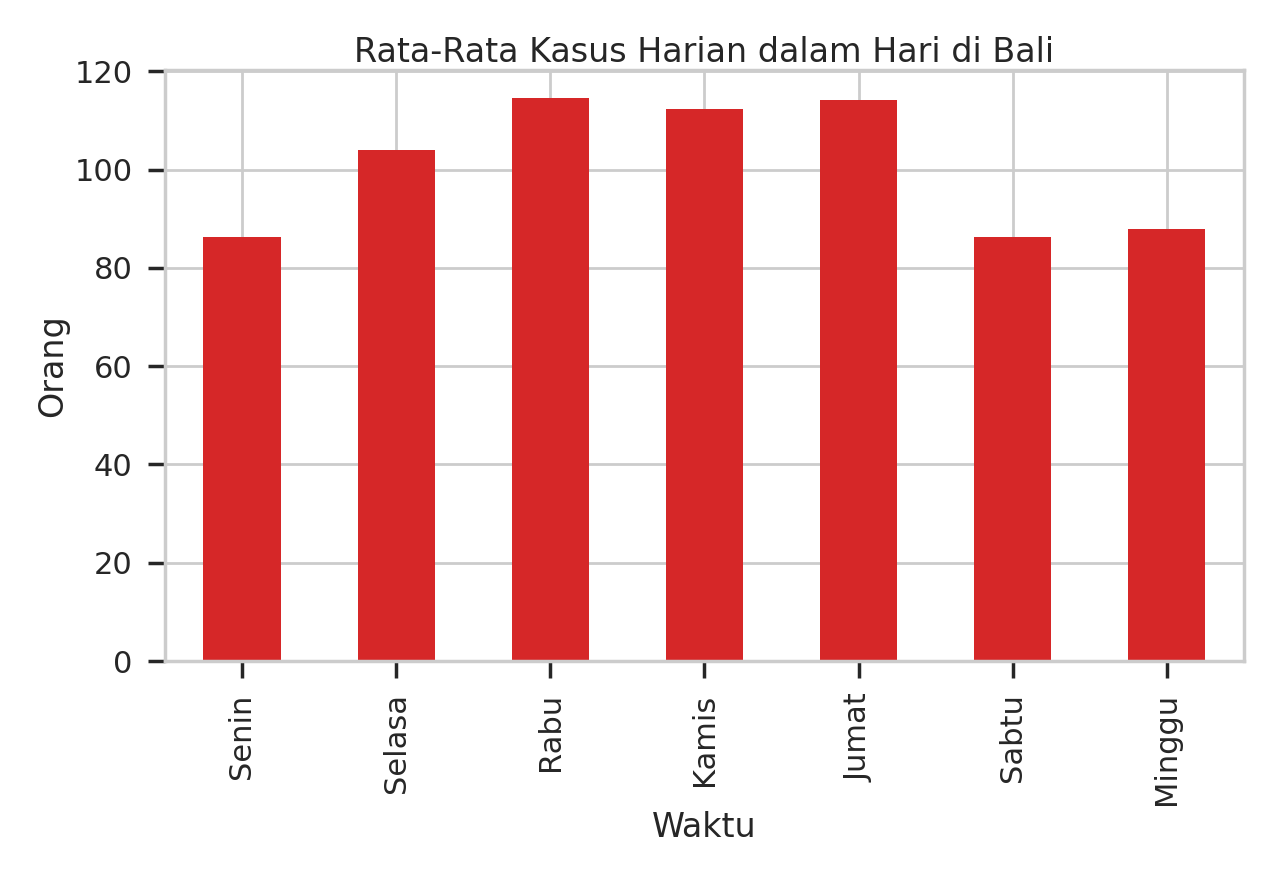 Rata-Rata Kasus Harian dalam Hari di Bali
120
100
80
60
40
20
0
Orang
Senin
Selasa
Rabu
Kamis
Jumat
Sabtu
Minggu
Waktu